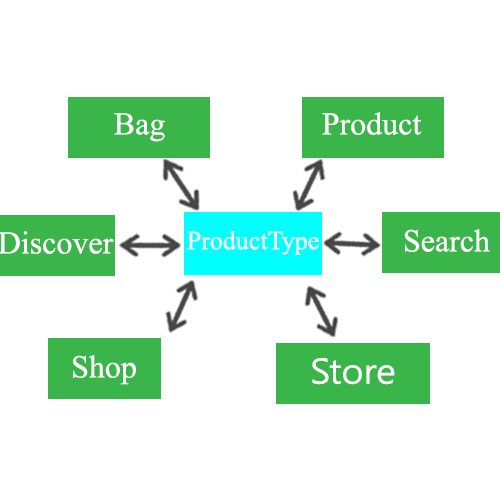 Bag
Product
Discover
ProductType
Search
Shop
Store